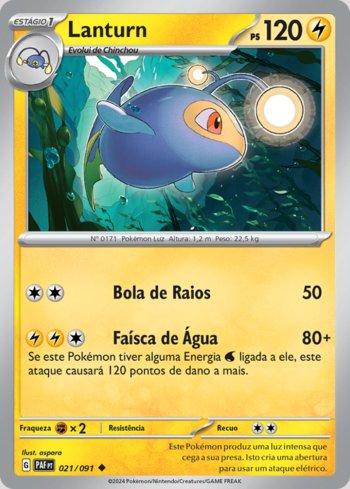 ESTÁGIO 1
Lanturn
PS 120
Evolui de Chinchou
Nº 0171 Pokémon Luz Altura: 1,2 m Peso: 22,5 kg
Bola de Raios 50
Faísca de Água 80+
Se este Pokémon tiver alguma Energia ligada a ele, este
ataque causará 120 pontos de dano a mais.
Fraqueza × 2 Resistência Recuo
Ilust. aspara
G PAF PT 021/091
Este Pokémon produz uma luz intensa que
cega a sua presa. Isto cria uma abertura
para usar um ataque elétrico.
©2024 Pokémon/Nintendo/Creatures/GAME FREAK